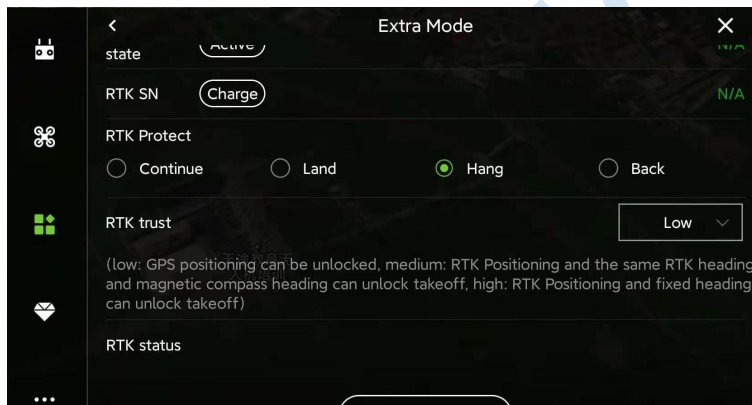 Extra Mode
state Active N/A
RTK SN Charge N/A
RTK Protect
Continue Land Hang Back
RTK trust Low
(low: GPS positioning can be unlocked, medium: RTK Positioning and the same RTK heading
and magnetic compass heading can unlock takeoff, high: RTK Positioning and fixed heading
can unlock takeoff)
RTK status